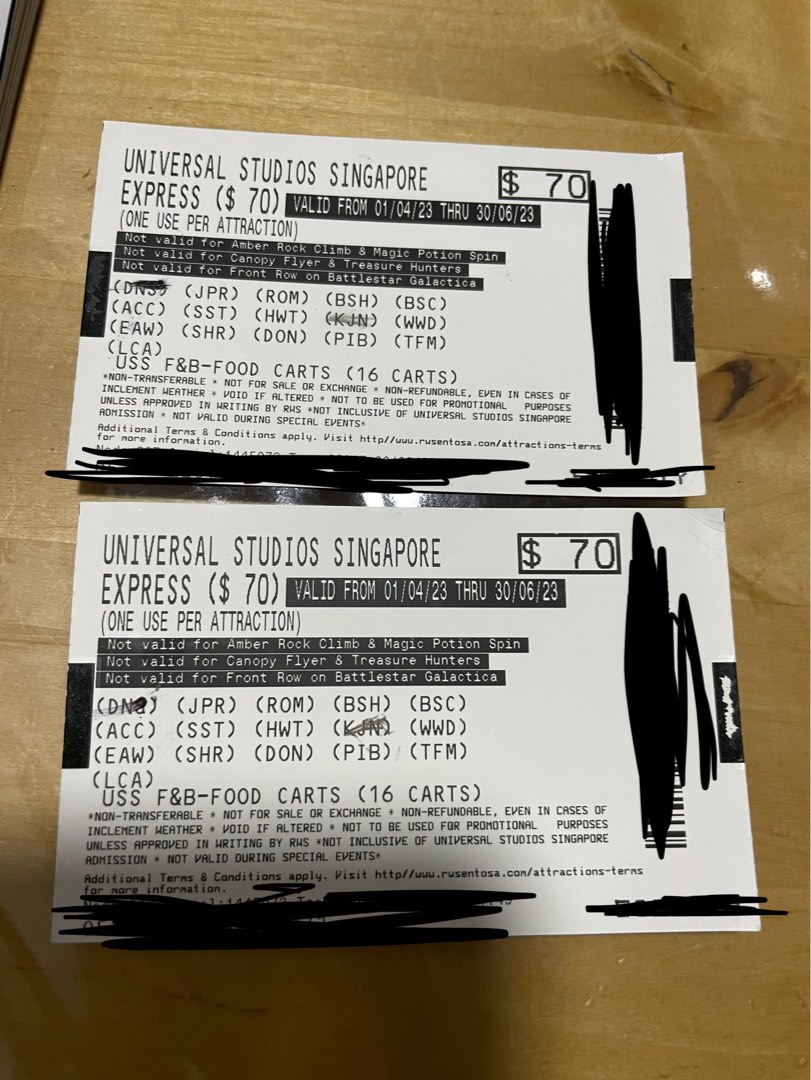 UNIVERSAL STUDIOS SINGAPORE
$ 70
EXPRESS ($ 70) VALID FROM 01/04/23 THRU 30/06/23
(ONE USE PER ATTRACTION)
Not valid for Amber Rock Climb & Magic Potion Spin
Not valid for Canopy Flyer & Treasure Hunters
Not valid for Front Row on Battlestar Galactica
(DNS) (JPR) (ROM) (BSH) (BSC)
(ACC) (SST) (HWT) (KJN) (WWD)
(EAW) (SHR) (DON) (PIB) (TFM)
(LCA)
USS F&B-FOOD CARTS (16 CARTS)
*NON-TRANSFERABLE * NOT FOR SALE OR EXCHANGE * NON-REFUNDABLE, EVEN IN CASES OF
INCLEMENT WEATHER * VOID IF ALTERED * NOT TO BE USED FOR PROMOTIONAL PURPOSES
UNLESS APPROVED IN WRITING BY RWS *NOT INCLUSIVE OF UNIVERSAL STUDIOS SINGAPORE
ADMISSION * NOT VALID DURING SPECIAL EVENTS*
Additional Terms & Conditions apply. Visit http//www.rwsentosa.com/attractions-terms
for more information.
UNIVERSAL STUDIOS SINGAPORE
$ 70
EXPRESS ($ 70) VALID FROM 01/04/23 THRU 30/06/23
(ONE USE PER ATTRACTION)
Not valid for Amber Rock Climb & Magic Potion Spin
Not valid for Canopy Flyer & Treasure Hunters
Not valid for Front Row on Battlestar Galactica
(JPR) (ROM) (BSH) (BSC)
(ACC) (SST) (HWT) (KJN) (WWD)
(EAW) (SHR) (DON) (PIB) (TFM)
(LCA)
USS F&B-FOOD CARTS (16 CARTS)
*NON-TRANSFERABLE * NOT FOR SALE OR EXCHANGE * NON-REFUNDABLE, EVEN IN CASES OF
INCLEMENT WEATHER * VOID IF ALTERED * NOT TO BE USED FOR PROMOTIONAL PURPOSES
UNLESS APPROVED IN WRITING BY RWS *NOT INCLUSIVE OF UNIVERSAL STUDIOS SINGAPORE
ADMISSION * NOT VALID DURING SPECIAL EVENTS*
Additional Terms & Conditions apply. Visit http//www.rwsentosa.com/attractions-terms
for more information.